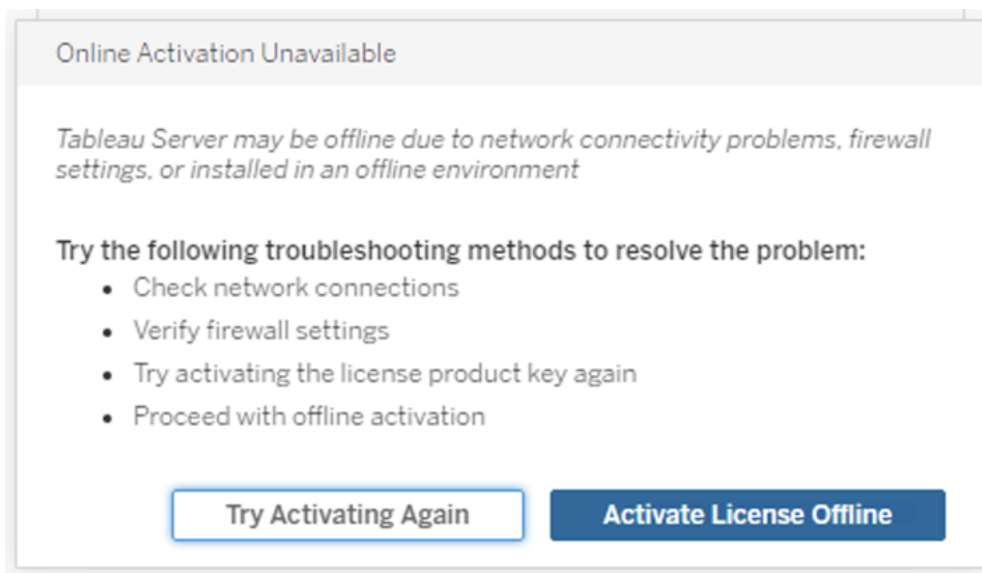 Online Activation Unavailable
Tableau Server may be offline due to network connectivity problems, firewall
settings, or installed in an offline environment
Try the following troubleshooting methods to resolve the problem:
• Check network connections
• Verify firewall settings
• Try activating the license product key again
• Proceed with offline activation
Try Activating Again
Activate License Offline